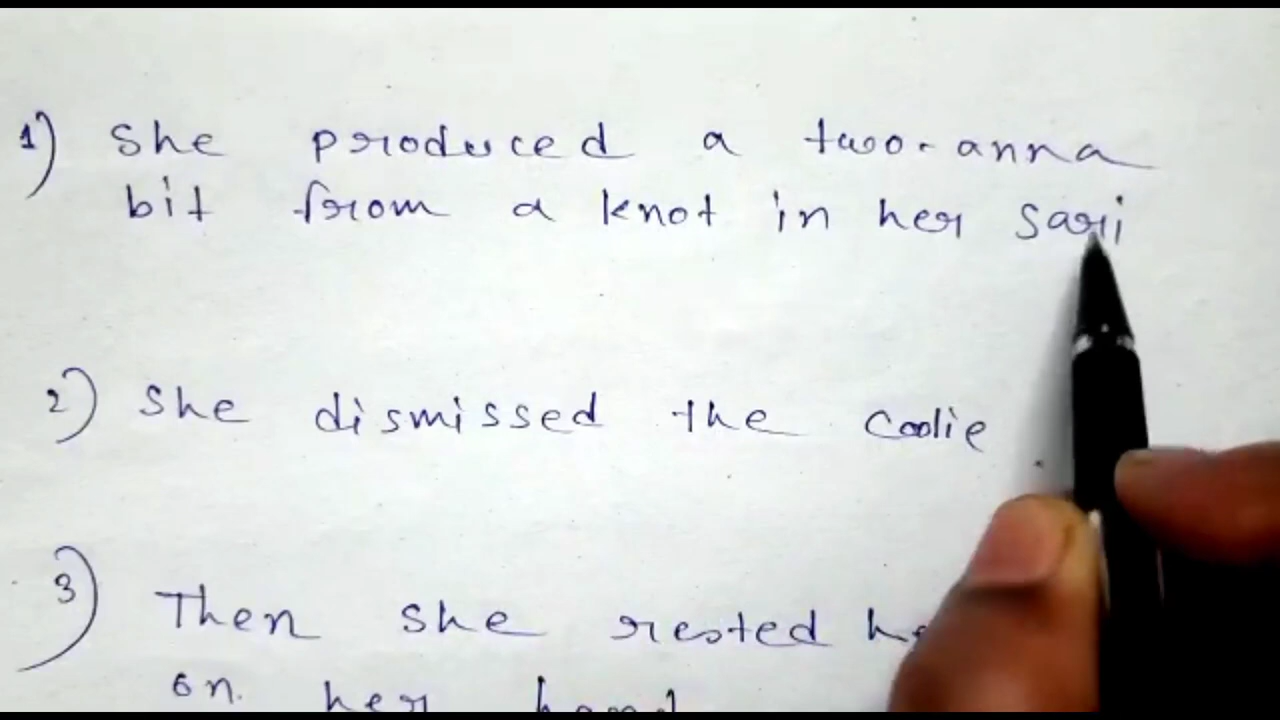 1) She produced a two-anna
bit from a knot in her sari
2) She dismissed the coolie
3) Then she rested
on her